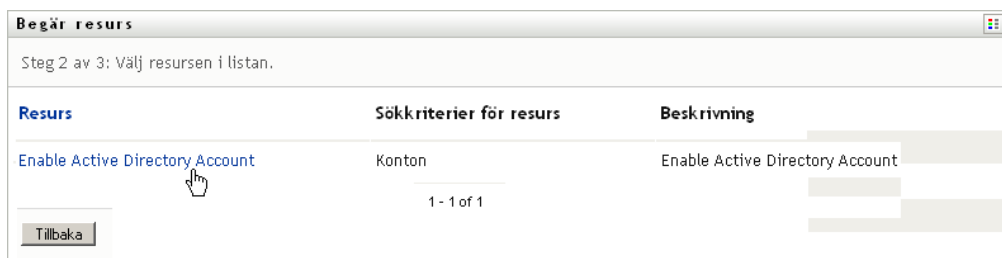 Begär resurs
Steg 2 av 3: Välj resursen i listan.
Resurs Sökkriterier för resurs Beskrivning
Enable Active Directory Account Konton Enable Active Directory Account
1 - 1 of 1
Tillbaka